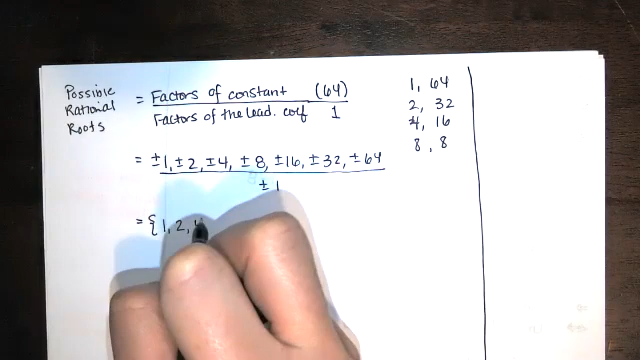 Possible
Rational
Roots
= Factors of constant (64)
Factors of the lead. coef 1
= ±1, ±2, ±4, ±8, ±16, ±32, ±64
±1
= {1, 2,
1, 64
2, 32
4, 16
8, 8